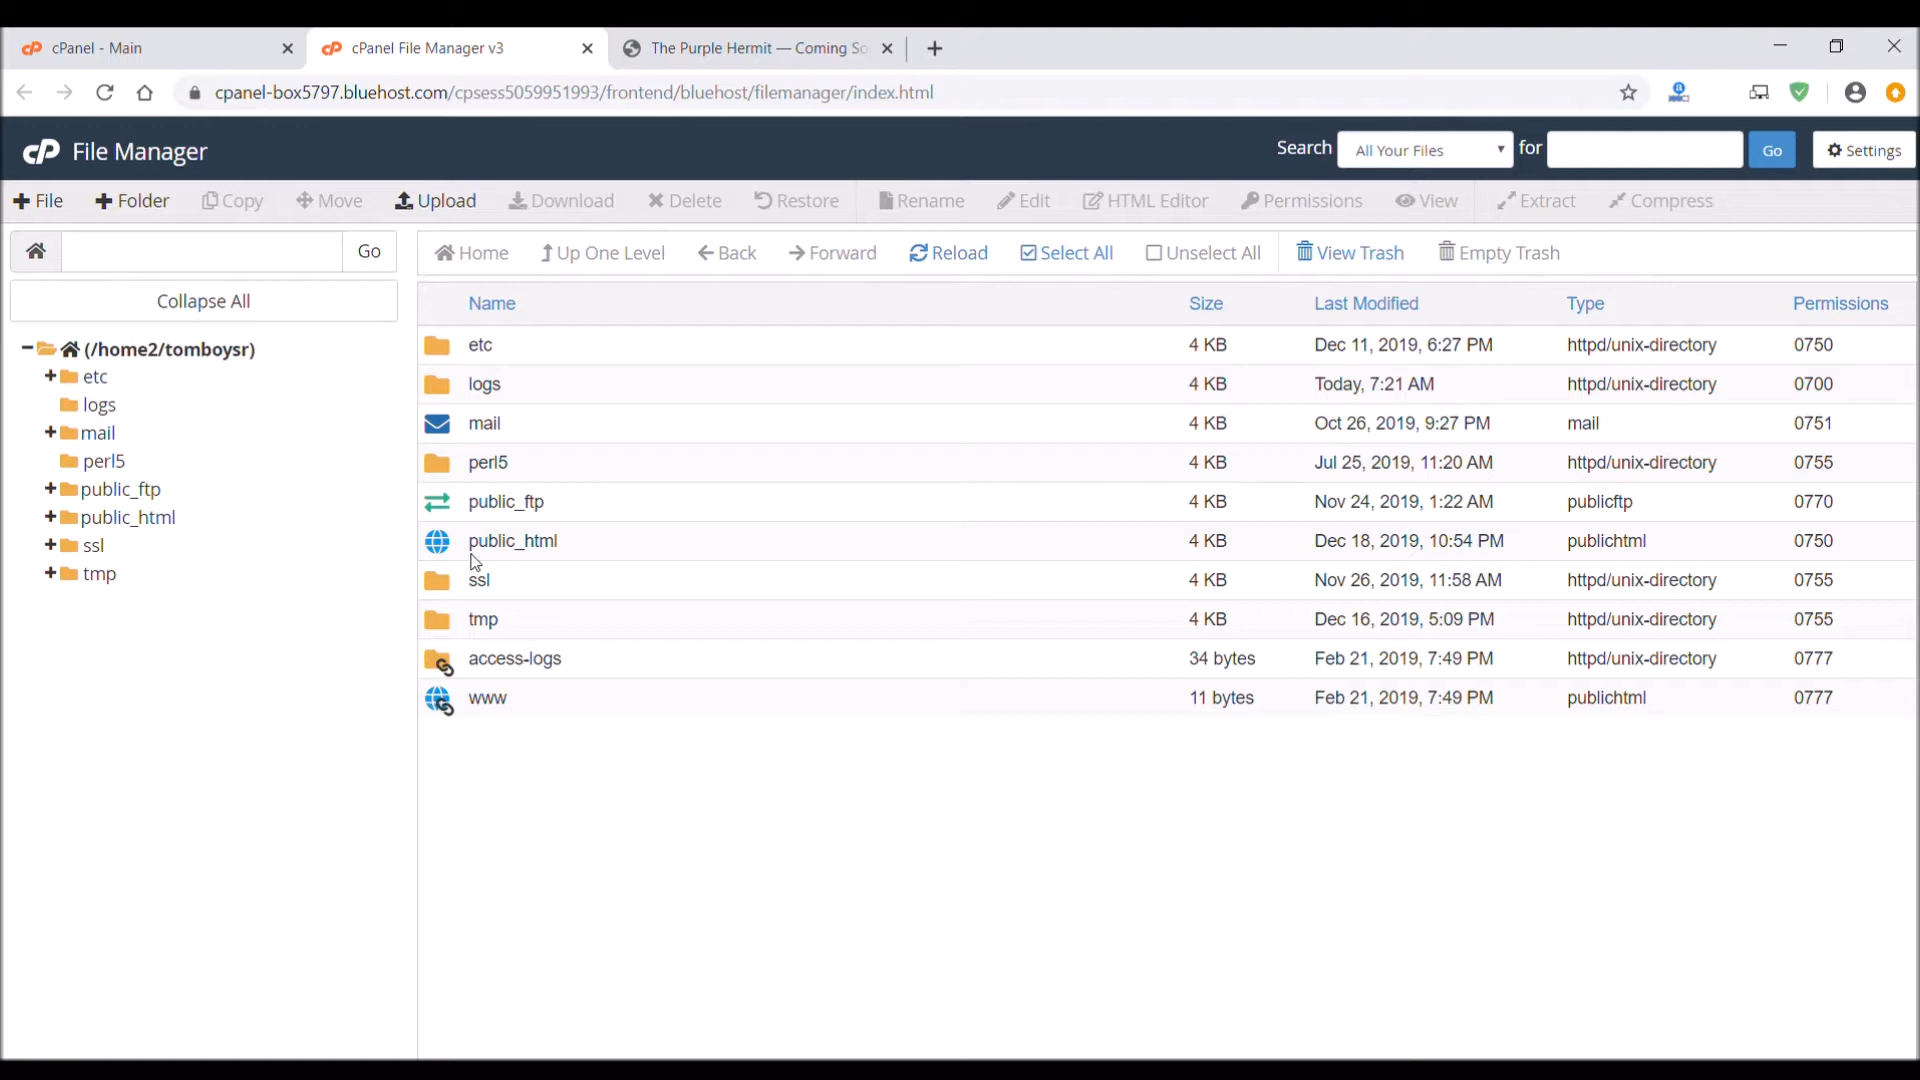 cPanel - Main
cPanel File Manager v3
The Purple Hermit — Coming So
cpanel-box5797.bluehost.com/cpsess5059951993/frontend/bluehost/filemanager/index.html
cP File Manager
Search All Your Files for Go Settings
File Folder Copy Move Upload Download Delete Restore Rename Edit HTML Editor Permissions View Extract Compress
Go
Home Up One Level Back Forward Reload Select All Unselect All View Trash Empty Trash
Collapse All
(/home2/tomboysr)
etc
logs
mail
perl5
public_ftp
public_html
ssl
tmp
Name Size Last Modified Type Permissions
etc 4 KB Dec 11, 2019, 6:27 PM httpd/unix-directory 0750
logs 4 KB Today, 7:21 AM httpd/unix-directory 0700
mail 4 KB Oct 26, 2019, 9:27 PM mail 0751
perl5 4 KB Jul 25, 2019, 11:20 AM httpd/unix-directory 0755
public_ftp 4 KB Nov 24, 2019, 1:22 AM publicftp 0770
public_html 4 KB Dec 18, 2019, 10:54 PM publichtml 0750
ssl 4 KB Nov 26, 2019, 11:58 AM httpd/unix-directory 0755
tmp 4 KB Dec 16, 2019, 5:09 PM httpd/unix-directory 0755
access-logs 34 bytes Feb 21, 2019, 7:49 PM httpd/unix-directory 0777
www 11 bytes Feb 21, 2019, 7:49 PM publichtml 0777